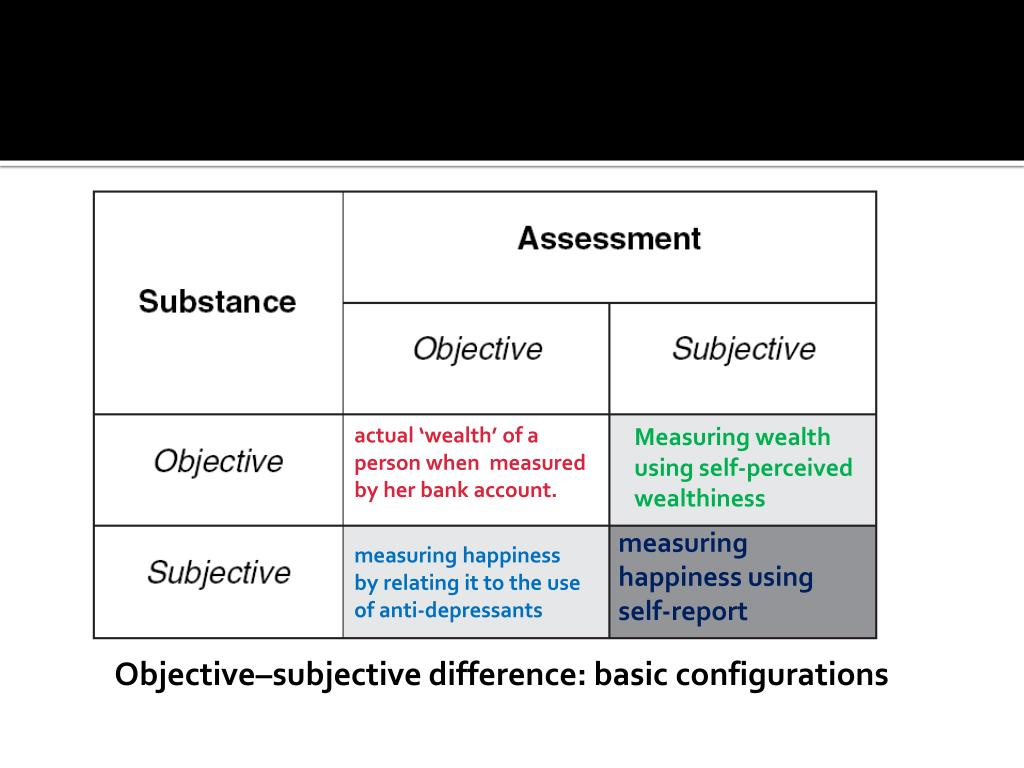 Assessment
Substance
Objective
Subjective
Objective
actual ‘wealth’ of a
person when  measured
by her bank account.
Measuring wealth
using self-perceived
wealthiness
Subjective
measuring happiness
by relating it to the use
of anti-depressants
measuring
happiness using
self-report
Objective–subjective difference: basic configurations